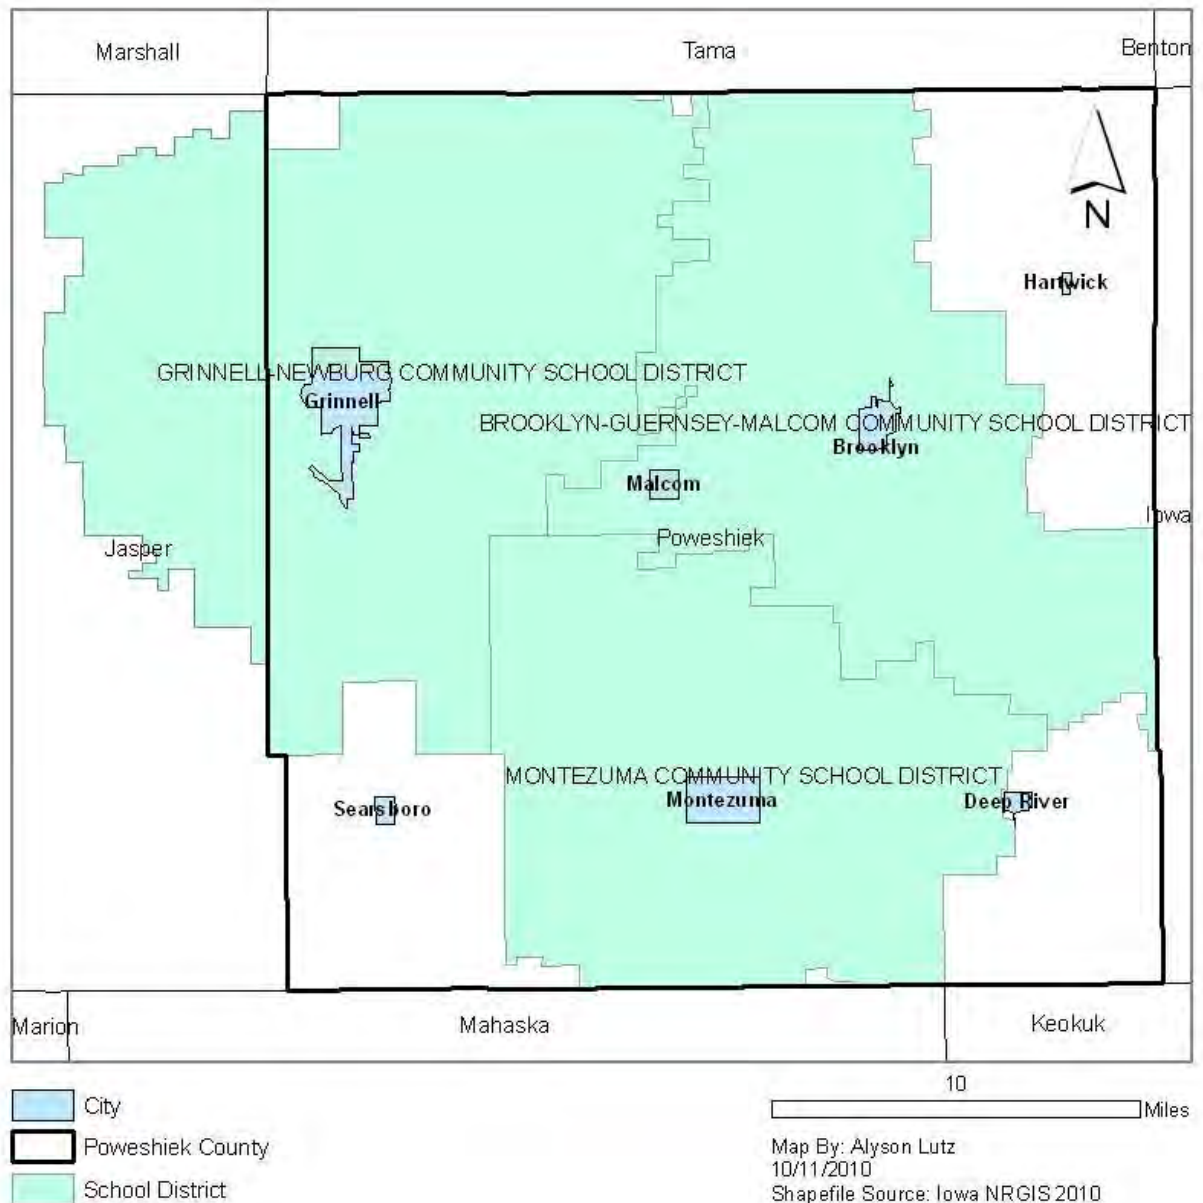 Marshall
Tama
Benton
N
Hartwick
GRINNELL-NEWBURG COMMUNITY SCHOOL DISTRICT
Grinnell
BROOKLYN-GUERNSEY-MALCOM COMMUNITY SCHOOL DISTRICT
Brooklyn
Malcom
Iowa
Poweshiek
Jasper
MONTEZUMA COMMUNITY SCHOOL DISTRICT
Montezuma
Deep River
Searsboro
Marion
Mahaska
Keokuk
10
Miles
City
Poweshiek County
School District
Map By: Alyson Lutz
10/11/2010
Shapefile Source: Iowa NRGIS 2010